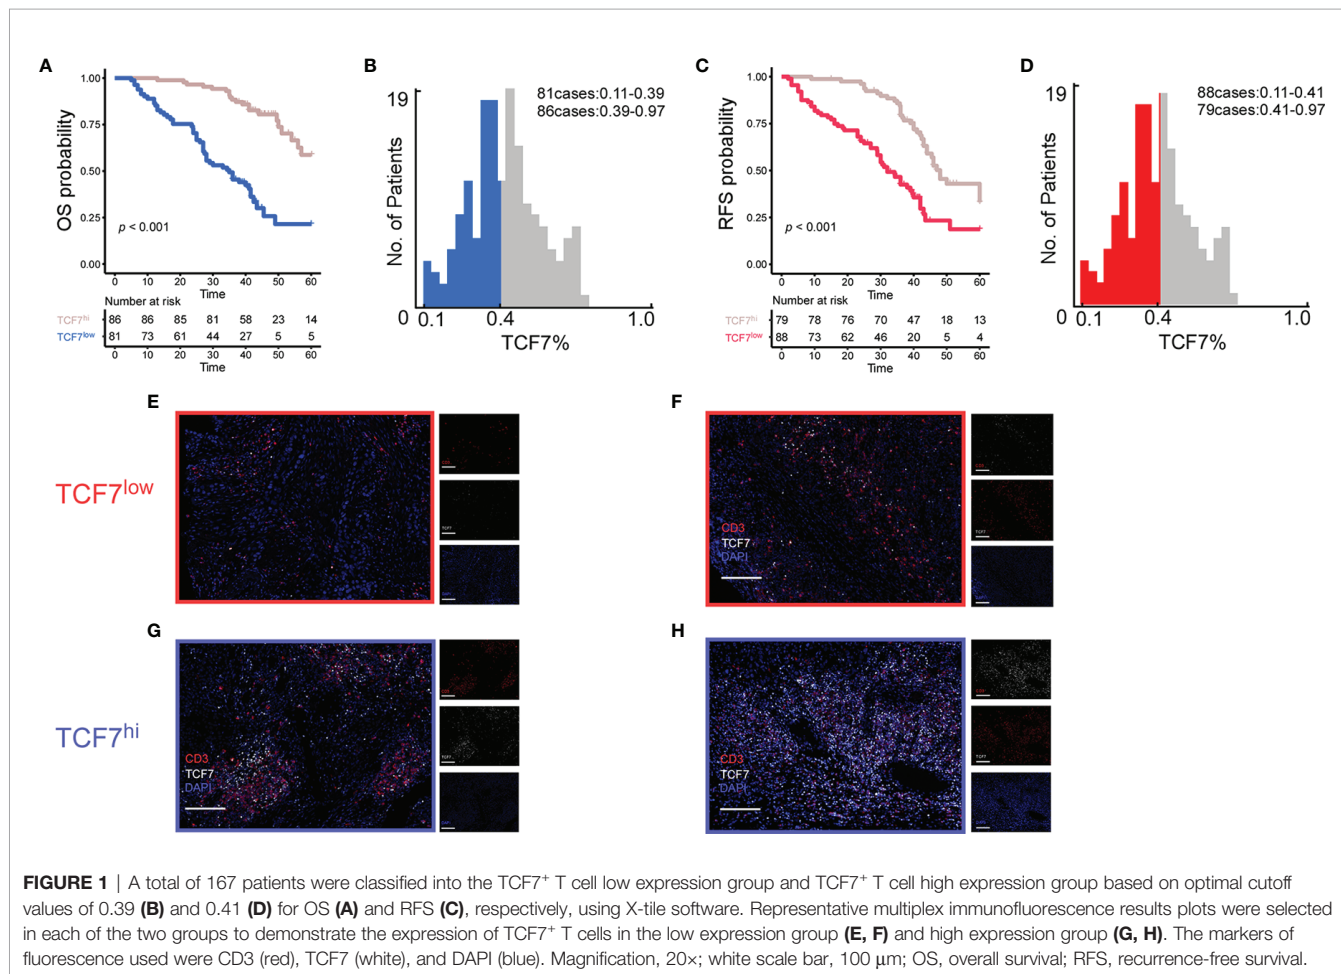 A
OS probability
1.00
0.75
0.50
0.25
0.00
p < 0.001
0 10 20 30 40 50 60
Time
Number at risk
TCF7hi 86 86 85 81 58 23 14
TCF7low 81 73 61 44 27 5 5
0 10 20 30 40 50 60
Time
B
81cases:0.11-0.39
86cases:0.39-0.97
19
No. of Patients
0 0.1 0.4 1.0
TCF7%
C
RFS probability
1.00
0.75
0.50
0.25
0.00
p < 0.001
0 10 20 30 40 50 60
Time
Number at risk
TCF7hi 79 78 76 70 47 18 13
TCF7low 88 73 62 46 20 5 4
0 10 20 30 40 50 60
Time
D
88cases:0.11-0.41
79cases:0.41-0.97
19
No. of Patients
0 0.1 0.4 1.0
TCF7%
TCF7low
E
F
CD3
TCF7
DAPI
TCF7hi
G
CD3
TCF7
DAPI
H
CD3
TCF7
DAPI
FIGURE 1 | A total of 167 patients were classified into the TCF7+ T cell low expression group and TCF7+ T cell high expression group based on optimal cutoff
values of 0.39 (B) and 0.41 (D) for OS (A) and RFS (C), respectively, using X-tile software. Representative multiplex immunofluorescence results plots were selected
in each of the two groups to demonstrate the expression of TCF7+ T cells in the low expression group (E, F) and high expression group (G, H). The markers of
fluorescence used were CD3 (red), TCF7 (white), and DAPI (blue). Magnification, 20×; white scale bar, 100 μm; OS, overall survival; RFS, recurrence-free survival.